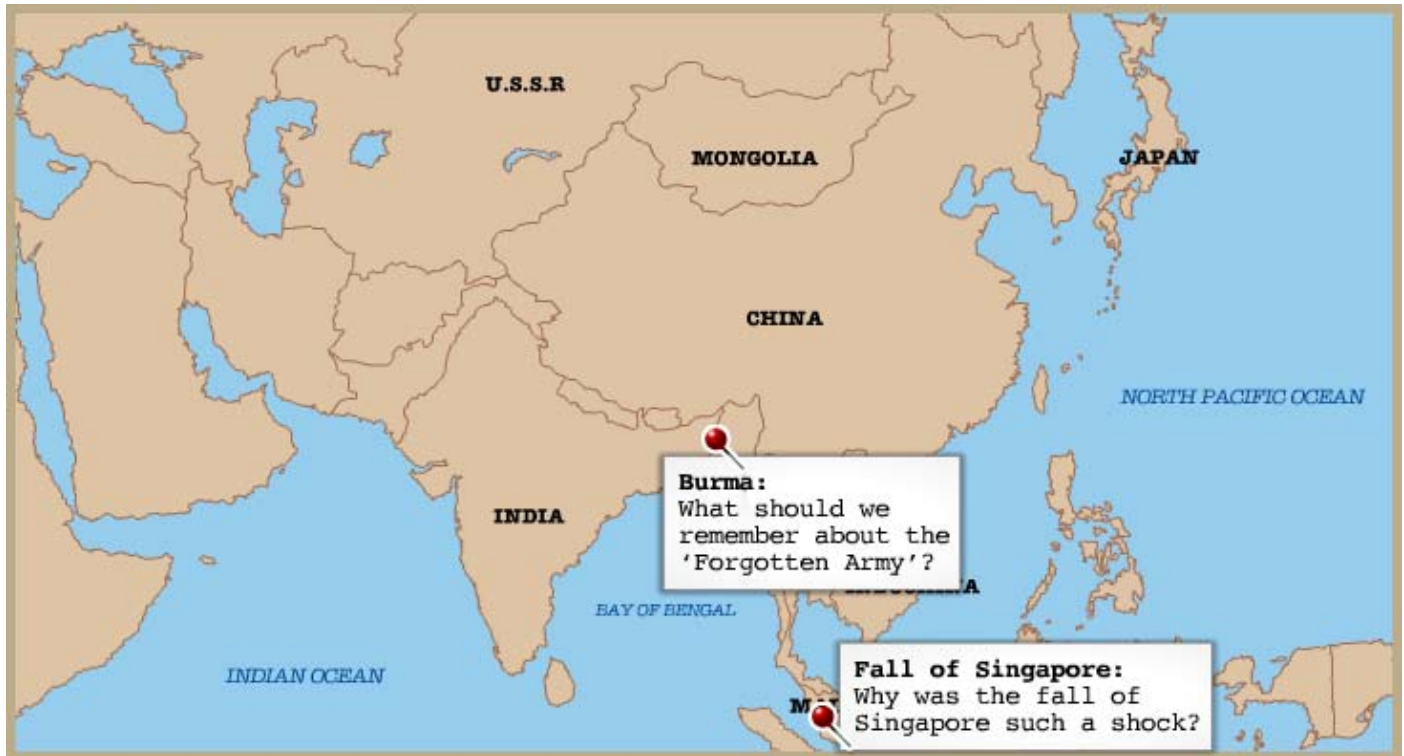 U.S.S.R
MONGOLIA
JAPAN
CHINA
NORTH PACIFIC OCEAN
Burma:
What should we
remember about the
‘Forgotten Army’?
INDIA
BAY OF BENGAL
INDIAN OCEAN
Fall of Singapore:
Why was the fall of
Singapore such a shock?